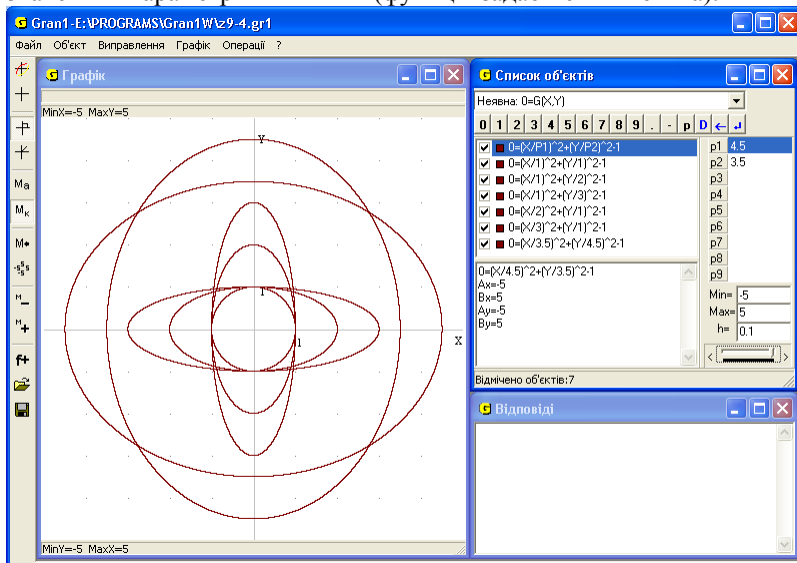 Gran1-E:\PROGRAMS\Gran1W\z9-4.gr1
Файл Об'єкт Виправлення Графік Операції ?
Графік
MinX=-5 MaxY=5
Y
1
1
X
MinY=-5 MaxX=5
Ma
Mк
M*
-5
5
5
5
M
M
f+
Список об'єктів
Неявна: 0=G(X,Y)
0 1 2 3 4 5 6 7 8 9 . - p D ← ↲
0=(X/P1)^2+(Y/P2)^2-1
0=(X/1)^2+(Y/1)^2-1
0=(X/1)^2+(Y/2)^2-1
0=(X/1)^2+(Y/3)^2-1
0=(X/2)^2+(Y/1)^2-1
0=(X/3)^2+(Y/1)^2-1
0=(X/3.5)^2+(Y/4.5)^2-1
p1 4.5
p2 3.5
p3
p4
p5
p6
p7
p8
p9
0=(X/4.5)^2+(Y/3.5)^2-1
Ax=-5
Bx=5
Ay=-5
By=5
Min= -5
Max= 5
h= 0.1
Відмічено об'єктів:7
Відповіді